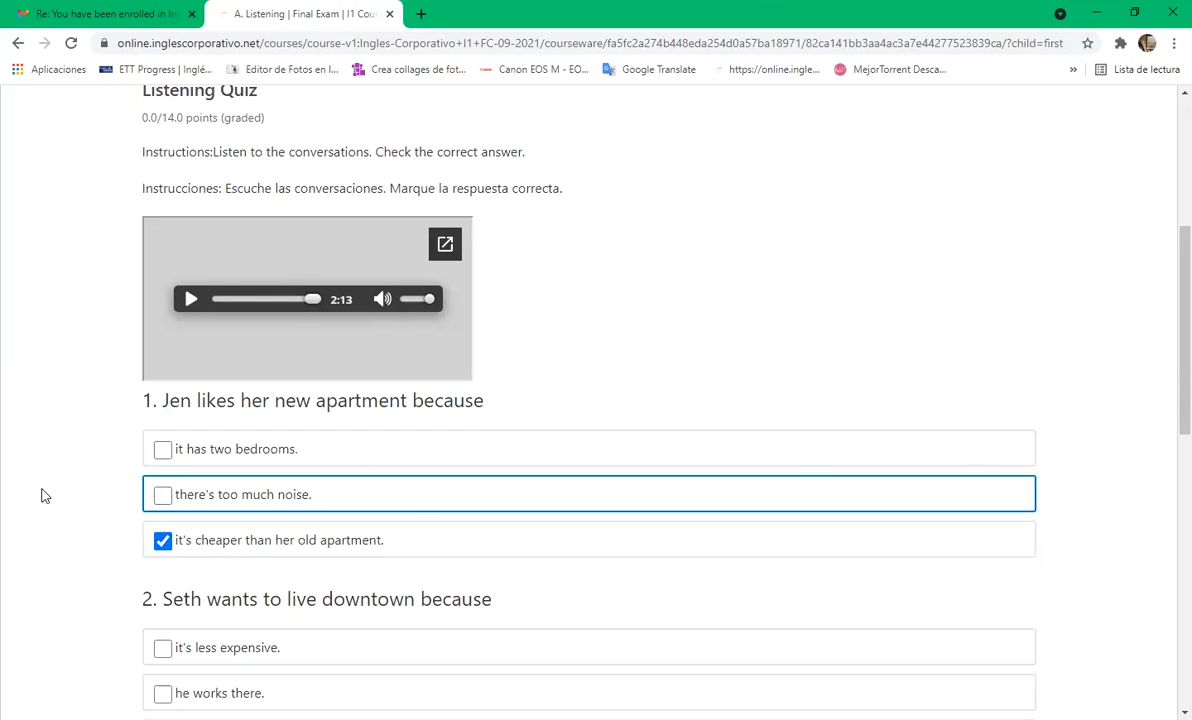 Re: You have been enrolled in In
A. Listening | Final Exam | I1 Cou
online.inglescorporativo.net/courses/course-v1:Ingles-Corporativo+I1+FC-09-2021/courseware/fa5fc2a274b448eda254d0a57ba18971/82ca141bb3aa4ac3a7e44277523839ca/?child=first
Aplicaciones
ETT Progress | Inglé...
Editor de Fotos en l...
Crea collages de fot...
Canon EOS M - EO...
Google Translate
https://online.ingle...
MejorTorrent Desca...
»
Lista de lectura
Listening Quiz
0.0/14.0 points (graded)
Instructions:Listen to the conversations. Check the correct answer.
Instrucciones: Escuche las conversaciones. Marque la respuesta correcta.
2:13
1. Jen likes her new apartment because
it has two bedrooms.
there's too much noise.
it's cheaper than her old apartment.
2. Seth wants to live downtown because
it's less expensive.
he works there.